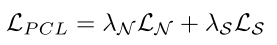 ℒ_{PCL} = λ_𝒩 ℒ_𝒩 + λ_𝒮 ℒ_𝒮